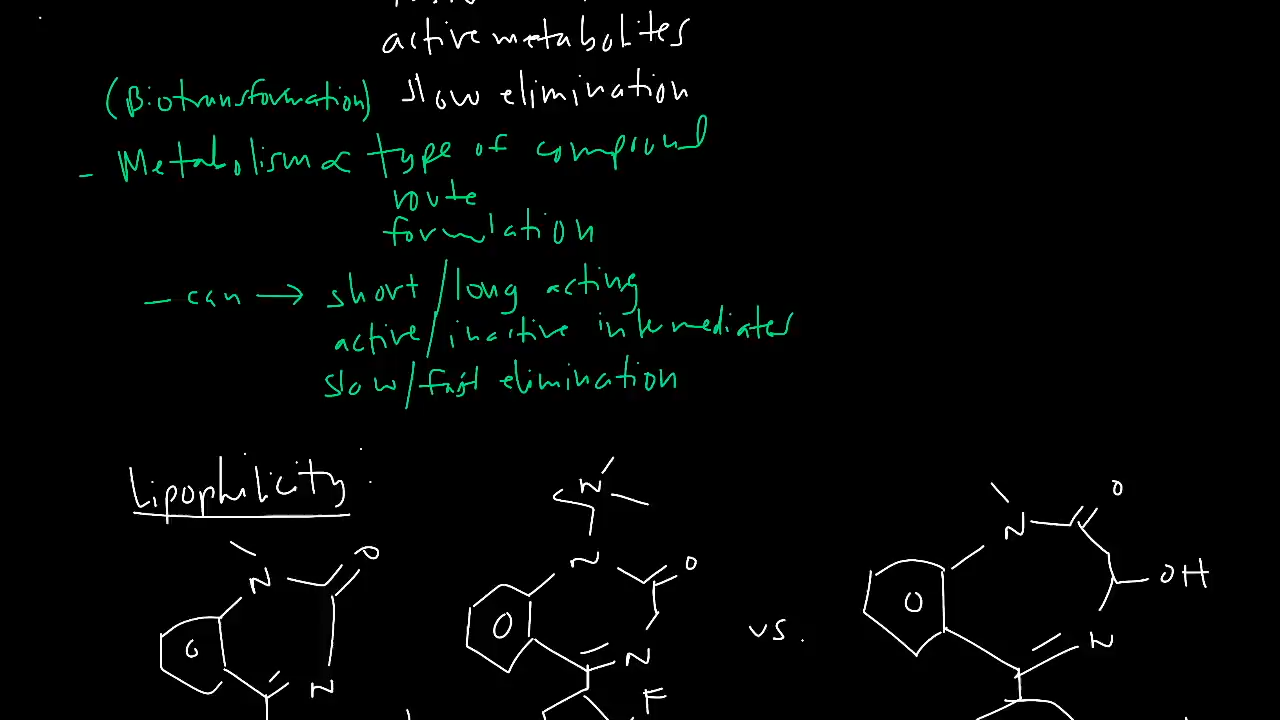 active metabolites
(Biotransformation) slow elimination
- Metabolism ∝ type of compound
route
formulation
- can → short/long acting
active/inactive intermediates
slow/fast elimination
Lipophilicity:
N O
N
N
N O
N
F
vs.
N O
OH
N